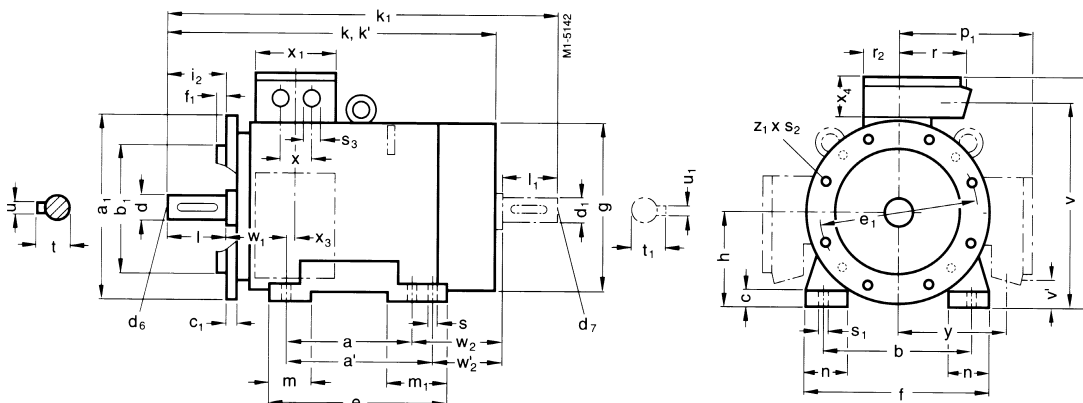 k₁
k, k'
M1-5142
x₁
i₂
f₁
s₃
x
a₁
b₁
d
u
t
l
w₁
x₃
g
l₁
d₁
u₁
t₁
d₆
c₁
s
d₇
a
w₂
a'
w₂'
m
m₁
e
p₁
r₂
r
x₄
z₁ x s₂
v
e₁
h
c
v'
s₁
y
b
n
n
f